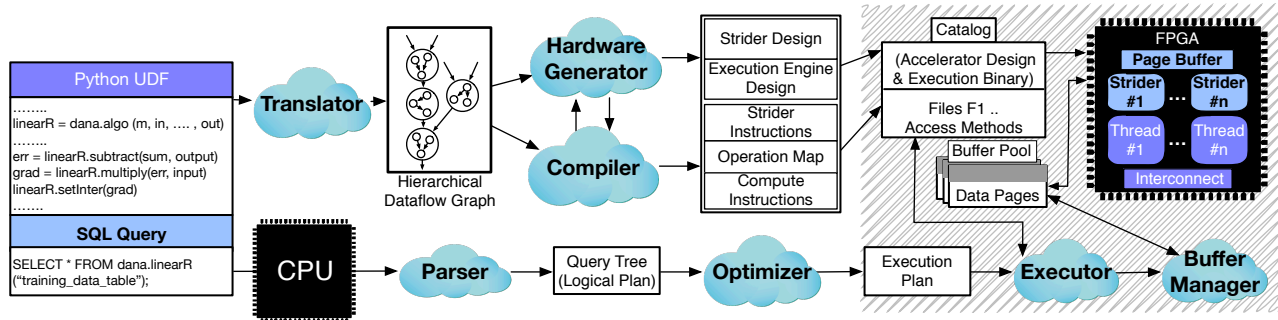 Python UDF
........
linearR = dana.algo (m, in, .... , out)
........
err = linearR.subtract(sum, output)
grad = linearR.multiply(err, input)
linearR.setInter(grad)
.......
SQL Query
SELECT * FROM dana.linearR
(“training_data_table”);
Translator
Hierarchical
Dataflow Graph
Hardware
Generator
Compiler
Strider Design
Execution Engine
Design
Strider
Instructions
Operation Map
Compute
Instructions
Catalog
(Accelerator Design
& Execution Binary)
Files F1 ..
Access Methods
Buffer Pool
Data Pages
FPGA
Page Buffer
Strider
#1
...
Strider
#n
Thread
#1
...
Thread
#n
Interconnect
CPU
Parser
Query Tree
(Logical Plan)
Optimizer
Execution
Plan
Executor
Buffer
Manager